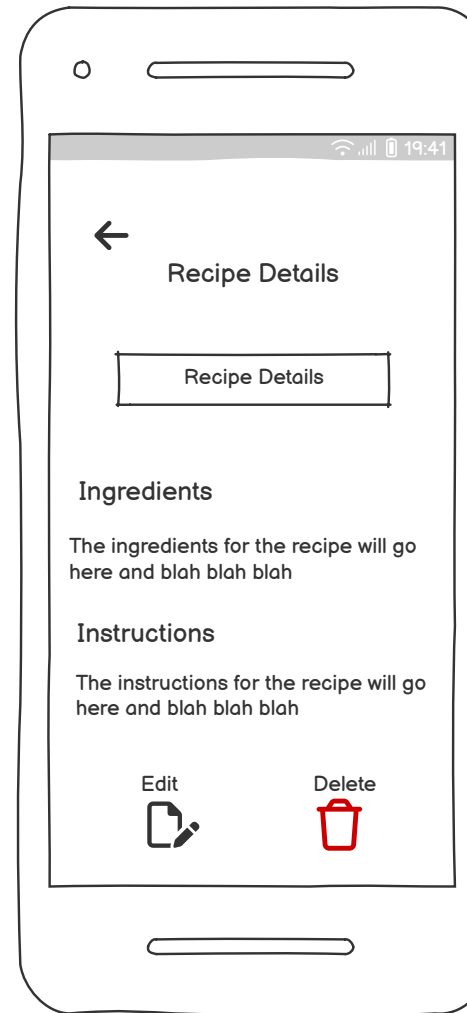 19:41
Recipe Details
Recipe Details
Ingredients
The ingredients for the recipe will go
here and blah blah blah
Instructions
The instructions for the recipe will go
here and blah blah blah
Edit
Delete